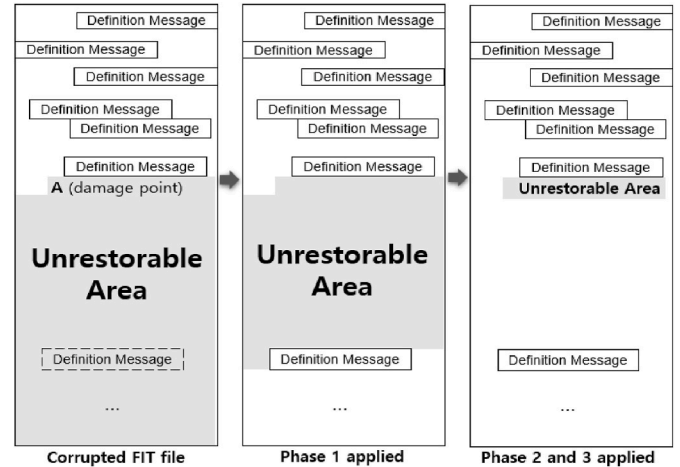 Definition Message
Definition Message
Definition Message
Definition Message
Definition Message
Definition Message
A (damage point)
Unrestorable
Area
Definition Message
...
Corrupted FIT file
Definition Message
Definition Message
Definition Message
Definition Message
Definition Message
Definition Message
Unrestorable
Area
Definition Message
...
Phase 1 applied
Definition Message
Definition Message
Definition Message
Definition Message
Definition Message
Definition Message
Unrestorable Area
Definition Message
...
Phase 2 and 3 applied